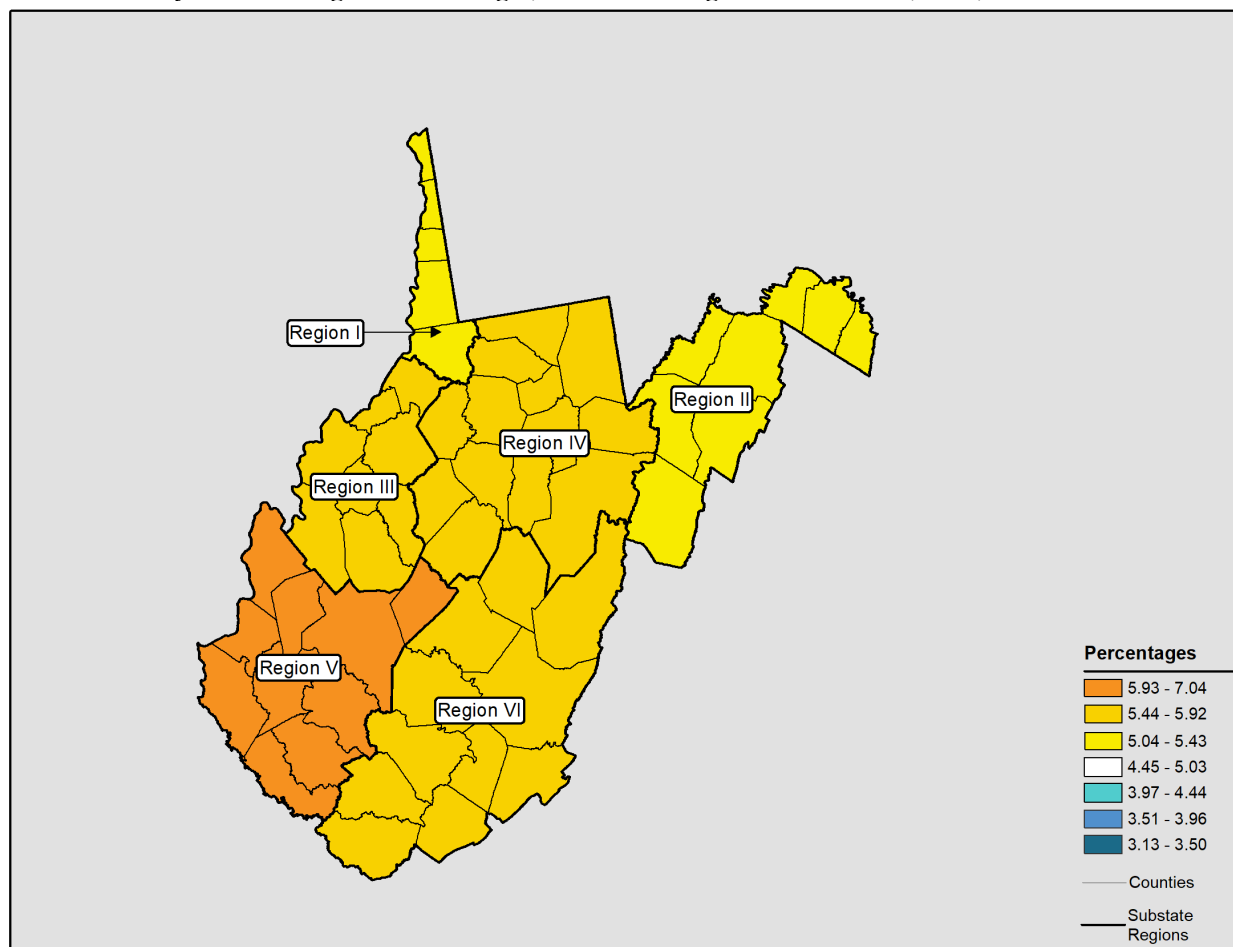 Region I
Region II
Region IV
Region III
Region V
Region VI
Percentages
5.93 - 7.04
5.44 - 5.92
5.04 - 5.43
4.45 - 5.03
3.97 - 4.44
3.51 - 3.96
3.13 - 3.50
Counties
Substate
Regions